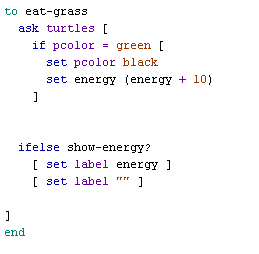 to eat-grass
ask turtles [
if pcolor = green [
set pcolor black
set energy (energy + 10)
]
ifelse show-energy?
[ set label energy ]
[ set label "" ]
]
end